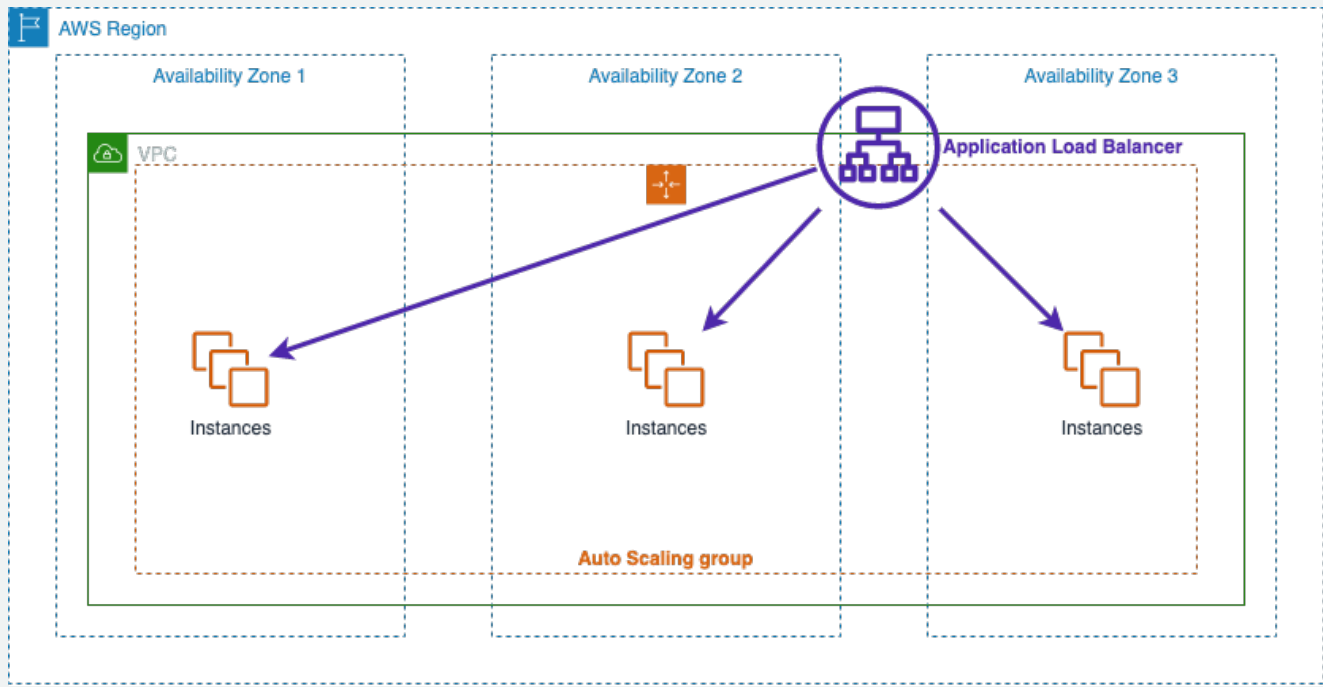 AWS Region
Availability Zone 1
Availability Zone 2
Availability Zone 3
VPC
Application Load Balancer
Instances
Instances
Instances
Auto Scaling group